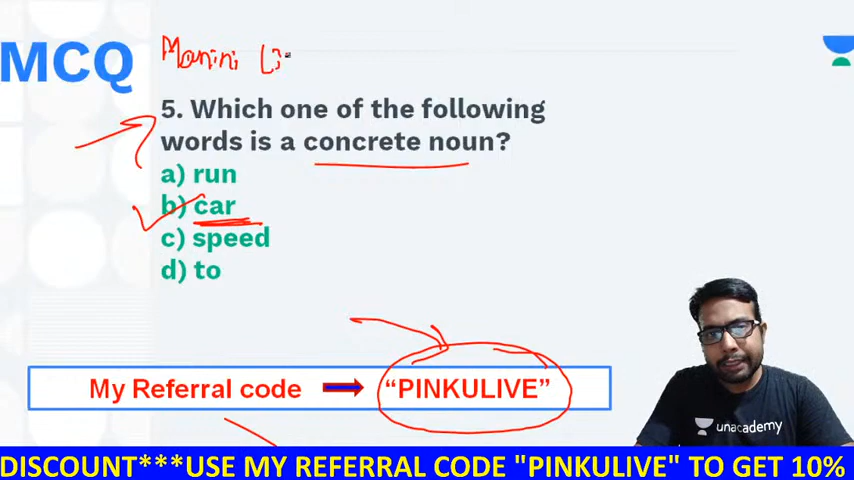 MCQ
5. Which one of the following
words is a concrete noun?
a) run
b) car
c) speed
d) to
My Referral code
“PINKULIVE”
unacademy
DISCOUNT***USE MY REFERRAL CODE "PINKULIVE" TO GET 10%